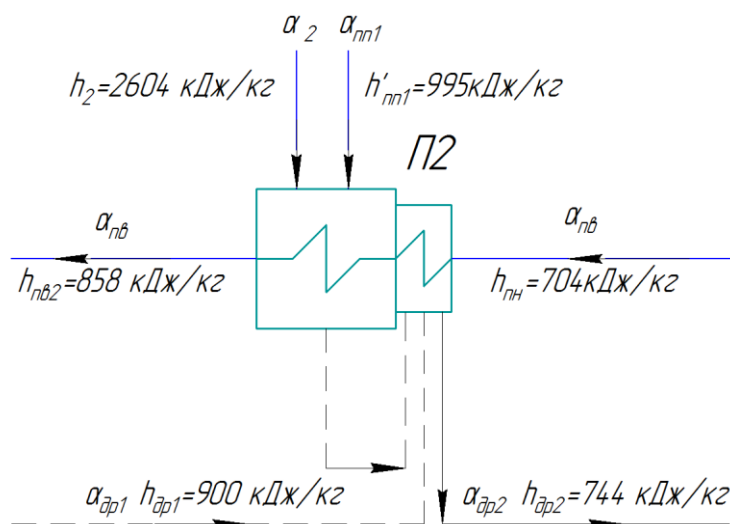 α₂ αпп1
h₂=2604 кДж/кг h'пп1=995кДж/кг
П2
αпв αпв
hпв2=858 кДж/кг hпн=704кДж/кг
αдр1 hдр1=900 кДж/кг αдр2 hдр2=744 кДж/кг